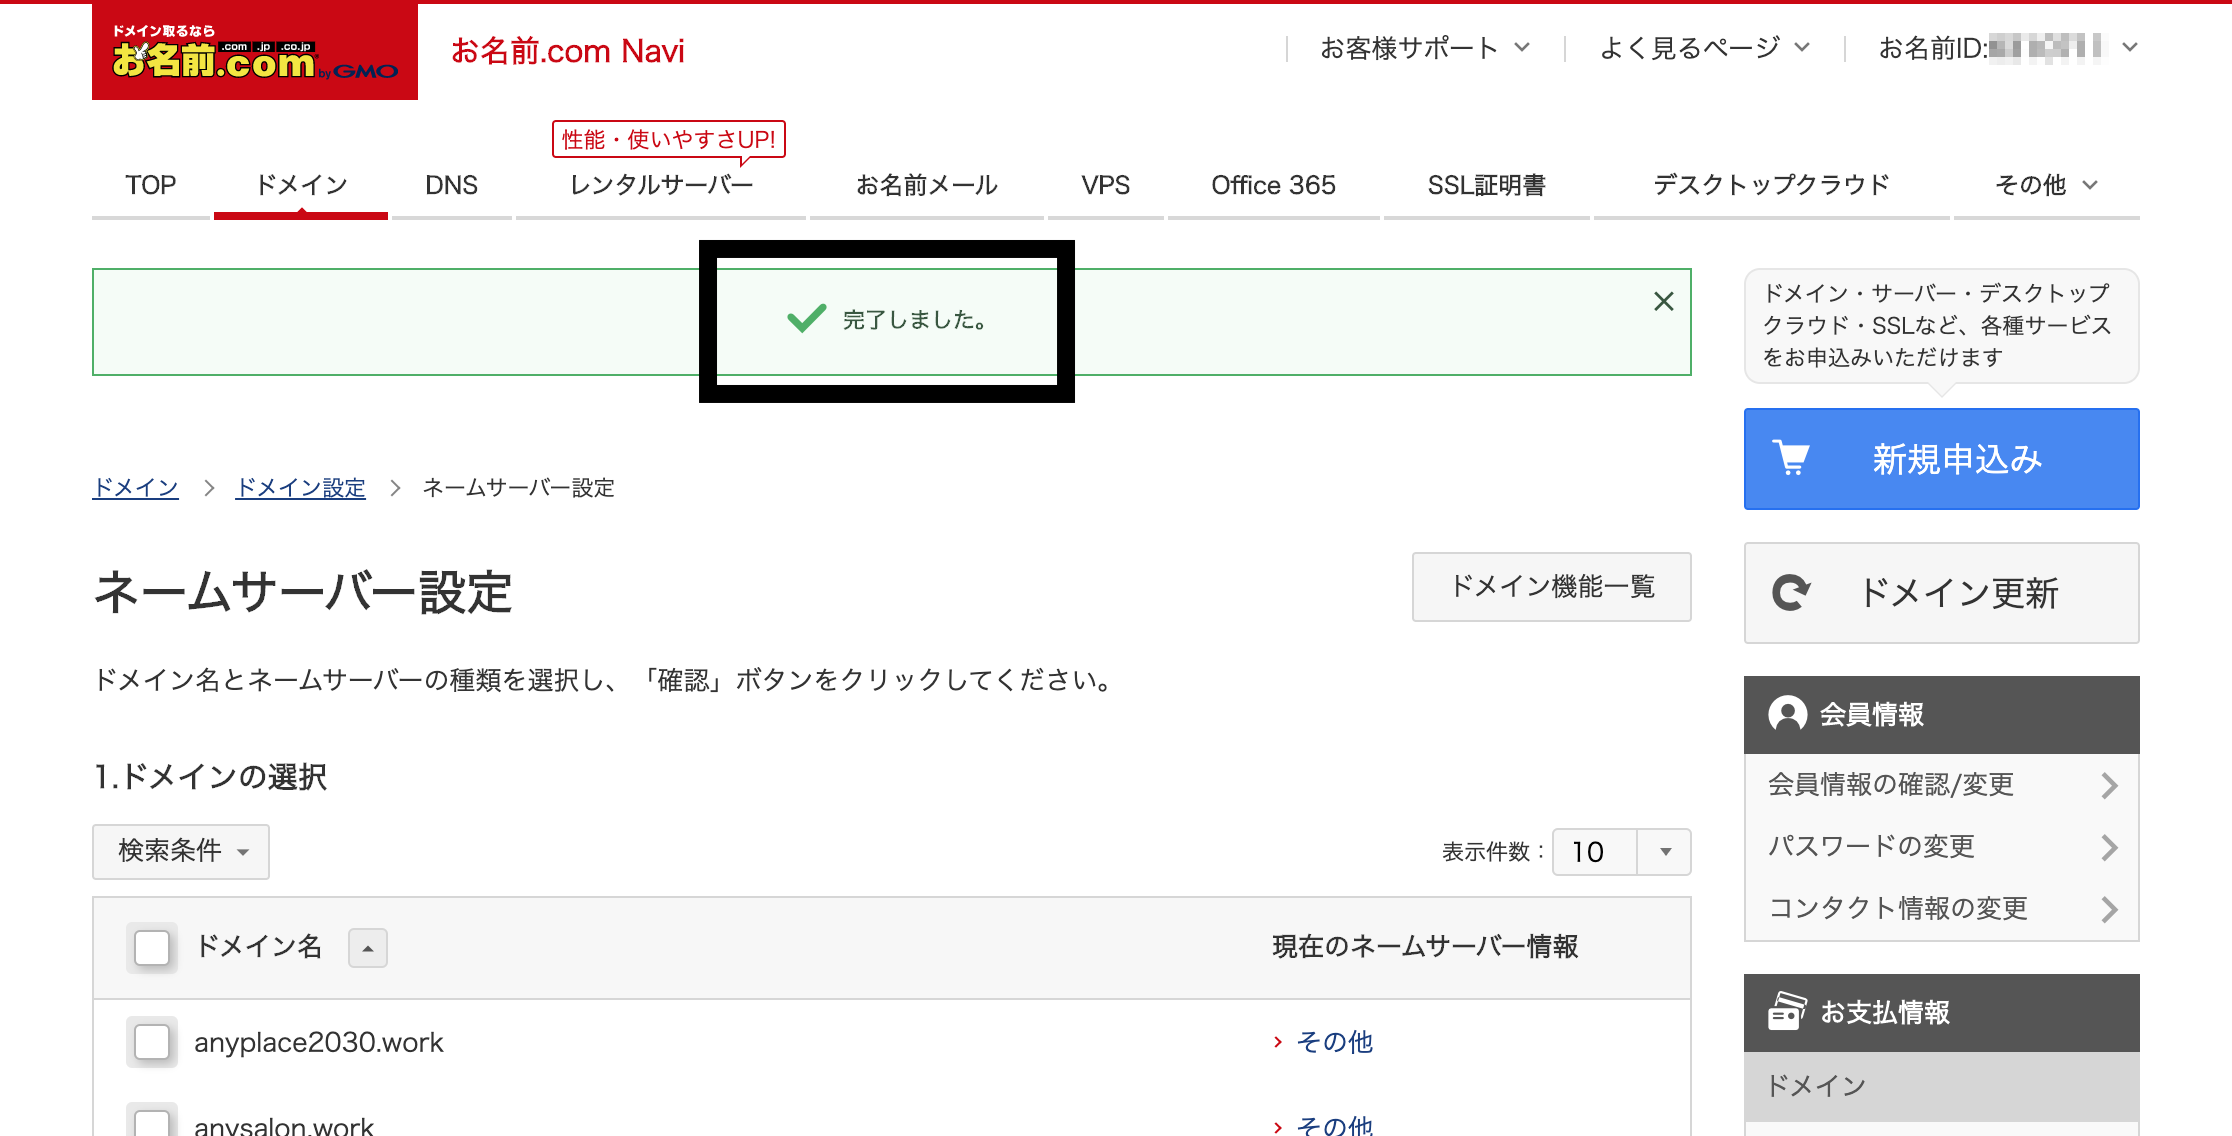 ドメイン取るなら
お名前.com
.com .jp .co.jp
by GMO
お名前.com Navi
お客様サポート
よく見るページ
お名前ID:
性能・使いやすさUP!
TOP
ドメイン
DNS
レンタルサーバー
お名前メール
VPS
Office 365
SSL証明書
デスクトップクラウド
その他
完了しました。
ドメイン・サーバー・デスクトップ
クラウド・SSLなど、各種サービス
をお申込みいただけます
新規申込み
ドメイン > ドメイン設定 > ネームサーバー設定
ネームサーバー設定
ドメイン機能一覧
ドメイン更新
ドメイン名とネームサーバーの種類を選択し、「確認」ボタンをクリックしてください。
会員情報
会員情報の確認/変更
パスワードの変更
コンタクト情報の変更
1.ドメインの選択
検索条件
表示件数：10
ドメイン名
現在のネームサーバー情報
anyplace2030.work
その他
anysalon.work
その他
お支払情報
ドメイン